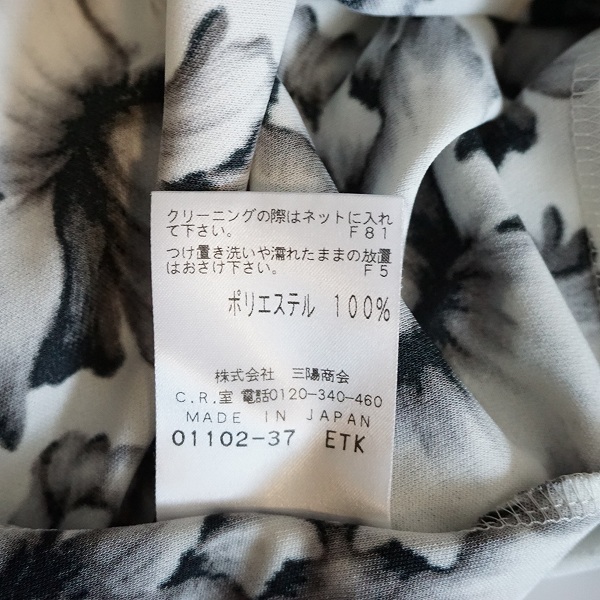 クリーニングの際はネットに入れ
て下さい。 F81
つけ置き洗いや濡れたままの放置
はおさけ下さい。 F5
ポリエステル 100%
株式会社 三陽商会
C.R.室 電話0120-340-460
MADE IN JAPAN
01102-37 ETK